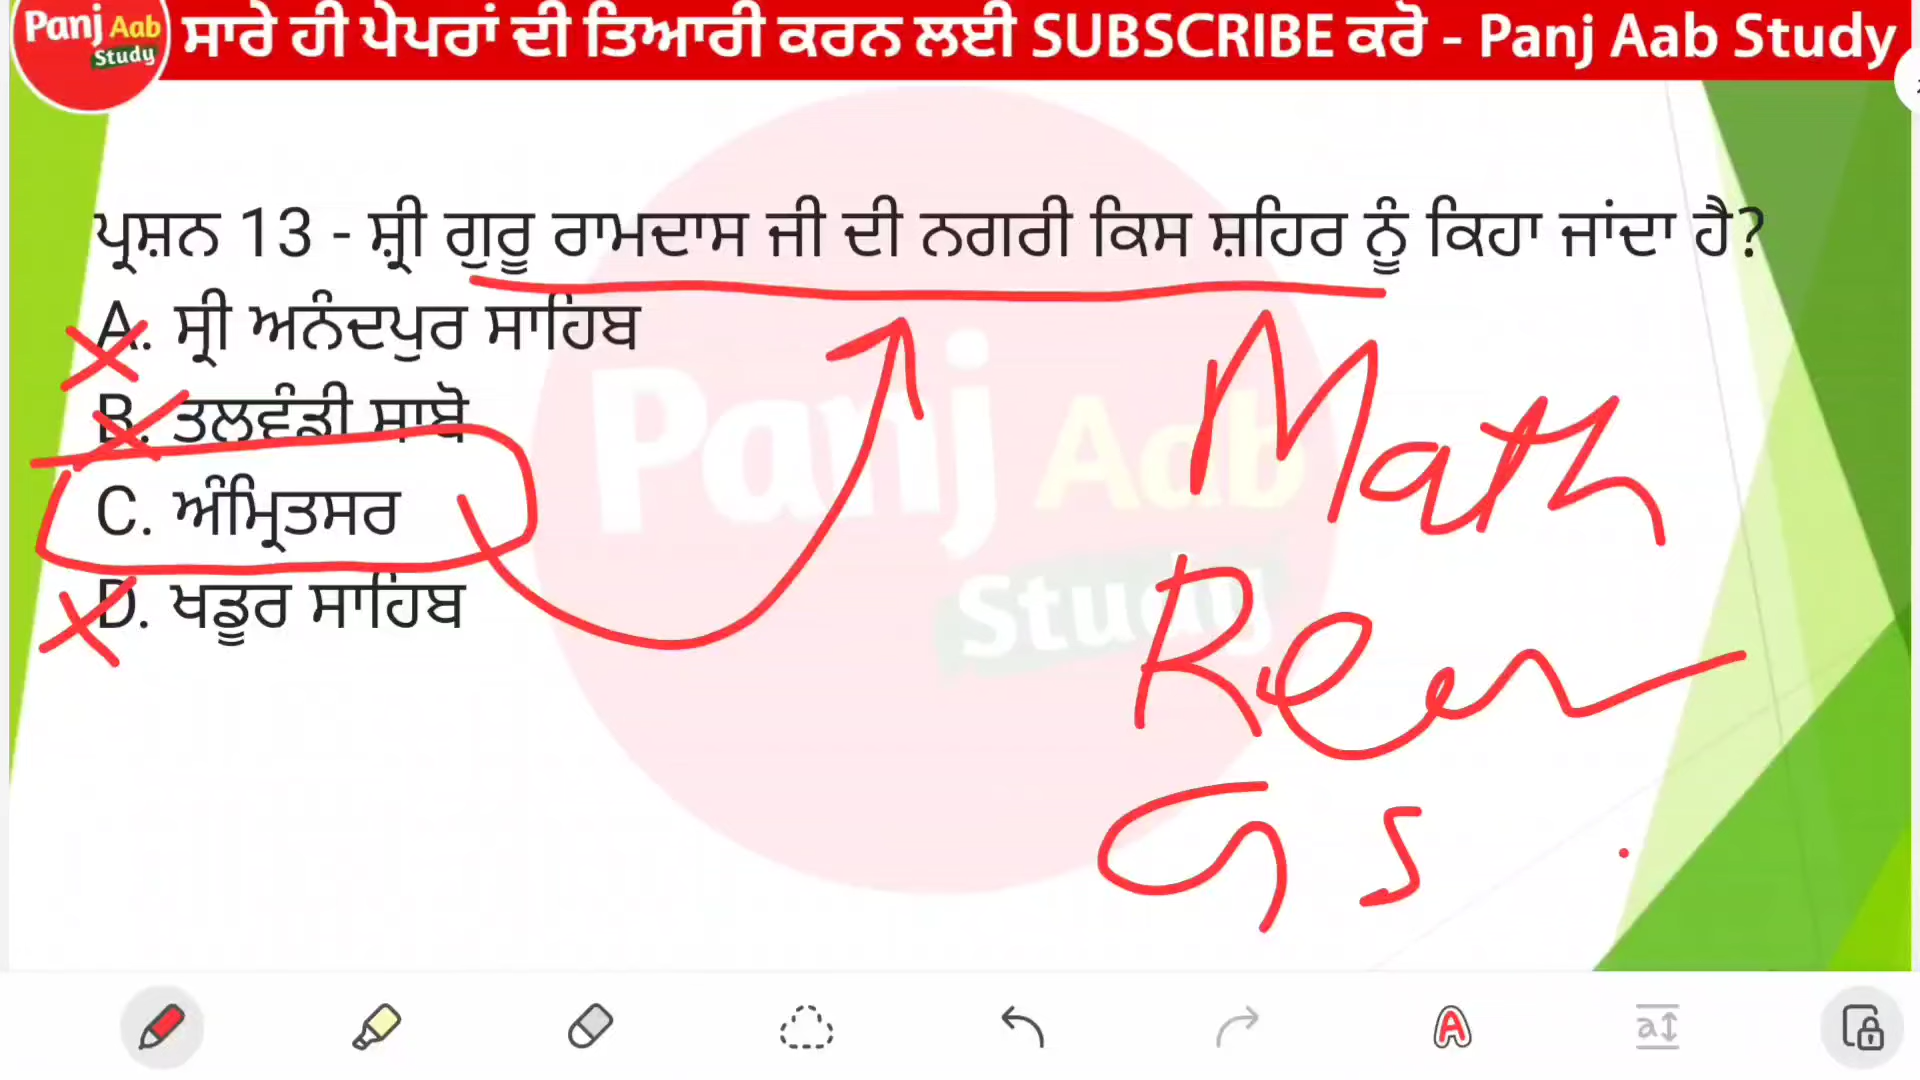 Panj Aab Study
ਸਾਰੇ ਹੀ ਪੇਪਰਾਂ ਦੀ ਤਿਆਰੀ ਕਰਨ ਲਈ SUBSCRIBE ਕਰੋ - Panj Aab Study
ਪ੍ਰਸ਼ਨ 13 - ਸ਼੍ਰੀ ਗੁਰੂ ਰਾਮਦਾਸ ਜੀ ਦੀ ਨਗਰੀ ਕਿਸ ਸ਼ਹਿਰ ਨੂੰ ਕਿਹਾ ਜਾਂਦਾ ਹੈ?
A. ਸ੍ਰੀ ਅਨੰਦਪੁਰ ਸਾਹਿਬ
B. ਤਲਵੰਡੀ ਸਾਬੋ
C. ਅੰਮ੍ਰਿਤਸਰ
D. ਖਡੂਰ ਸਾਹਿਬ
Panj Aab
Study
Math
GS